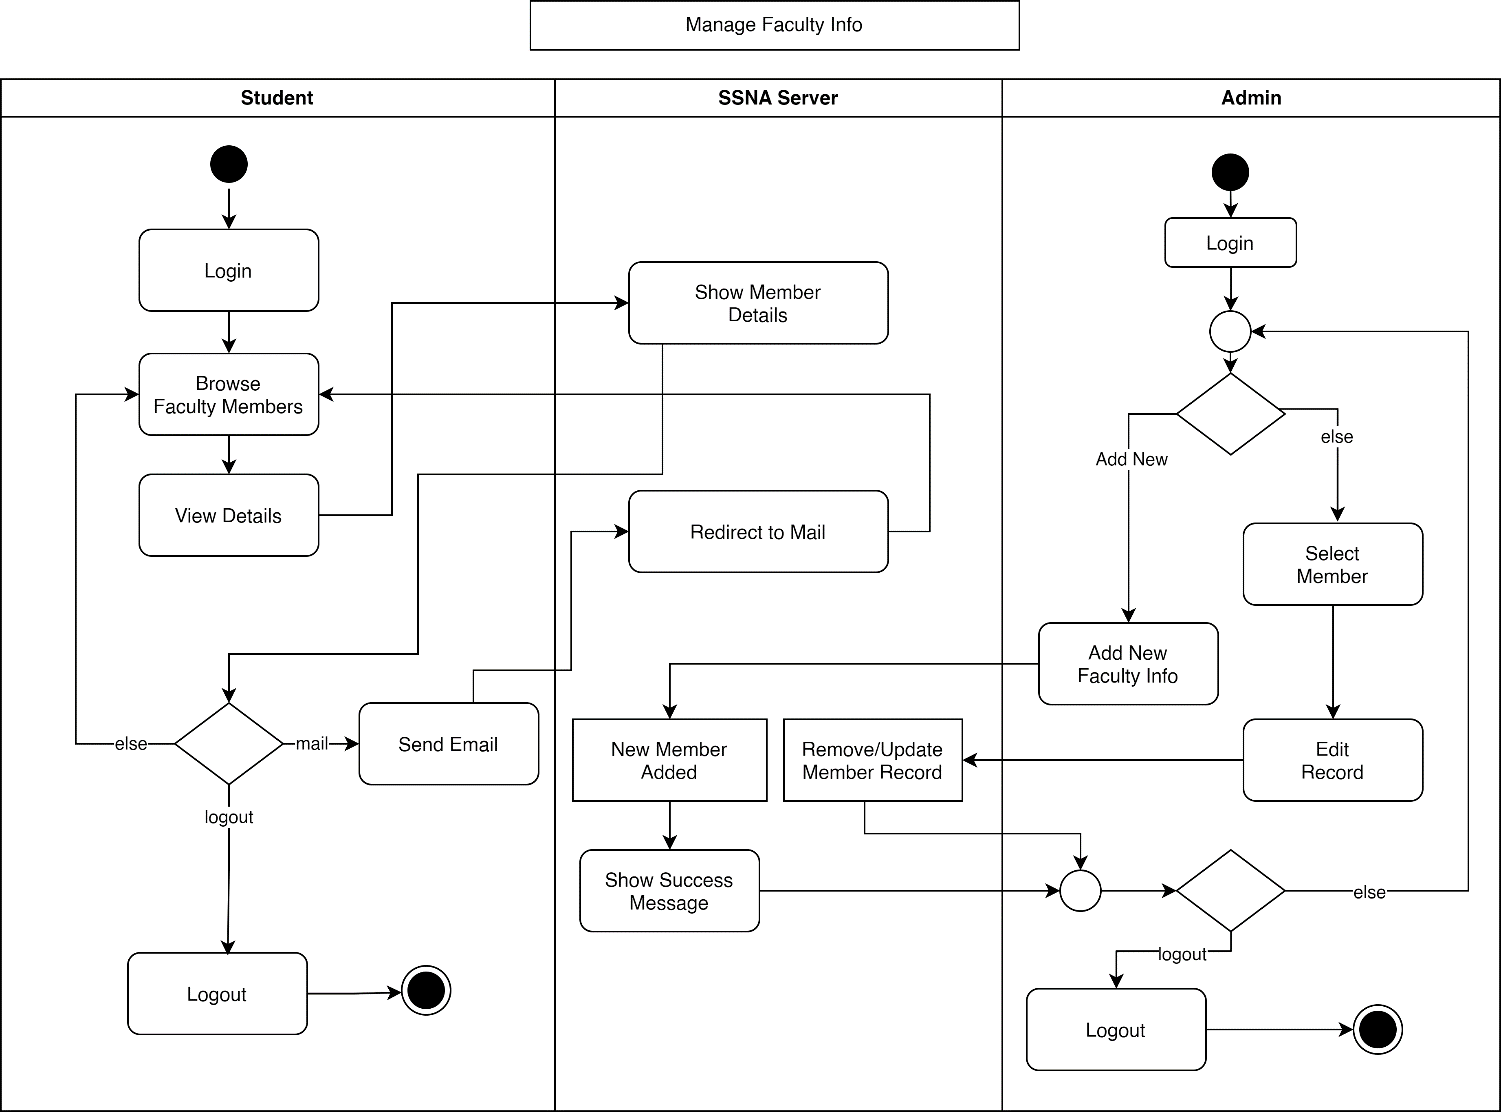 Manage Faculty Info
Student
SSNA Server
Admin
Login
Browse
Faculty Members
View Details
else
mail
Send Email
logout
Logout
Show Member
Details
Redirect to Mail
New Member
Added
Remove/Update
Member Record
Show Success
Message
Login
Add New
else
Select
Member
Add New
Faculty Info
Edit
Record
else
logout
Logout